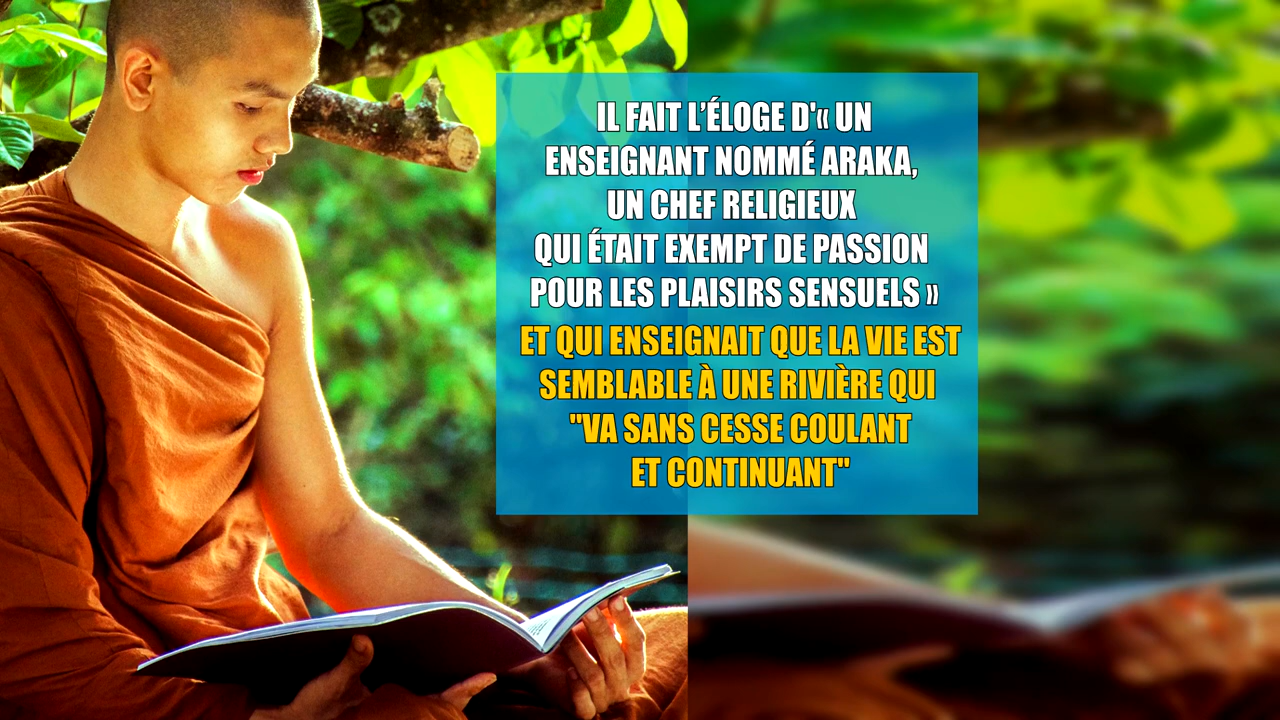 IL FAIT L'ÉLOGE D'« UN
ENSEIGNANT NOMMÉ ARAKA,
UN CHEF RELIGIEUX
QUI ÉTAIT EXEMPT DE PASSION
POUR LES PLAISIRS SENSUELS »
ET QUI ENSEIGNAIT QUE LA VIE EST
SEMBLABLE À UNE RIVIÈRE QUI
"VA SANS CESSE COULANT
ET CONTINUANT"